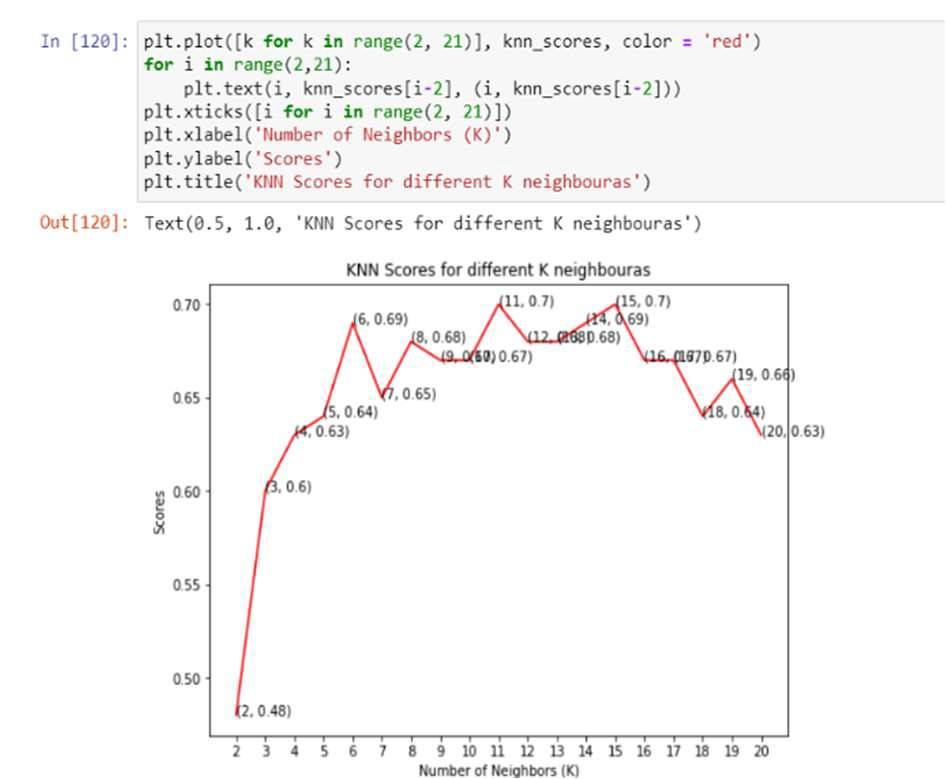 In [120]: plt.plot([k for k in range(2, 21)], knn_scores, color = 'red')
for i in range(2,21):
    plt.text(i, knn_scores[i-2], (i, knn_scores[i-2]))
plt.xticks([i for i in range(2, 21)])
plt.xlabel('Number of Neighbors (K)')
plt.ylabel('Scores')
plt.title('KNN Scores for different K neighbouras')
Out[120]: Text(0.5, 1.0, 'KNN Scores for different K neighbouras')
KNN Scores for different K neighbouras
0.70
0.65
0.60
0.55
0.50
Scores
(2, 0.48)
(3, 0.6)
(4, 0.63)
(5, 0.64)
(6, 0.69)
(7, 0.65)
(8, 0.68)
(9, 0.67)
(10, 0.67)
(11, 0.7)
(12, 0.68)
(13, 0.68)
(14, 0.69)
(15, 0.7)
(16, 0.67)
(17, 0.67)
(18, 0.64)
(19, 0.66)
(20, 0.63)
2 3 4 5 6 7 8 9 10 11 12 13 14 15 16 17 18 19 20
Number of Neighbors (K)